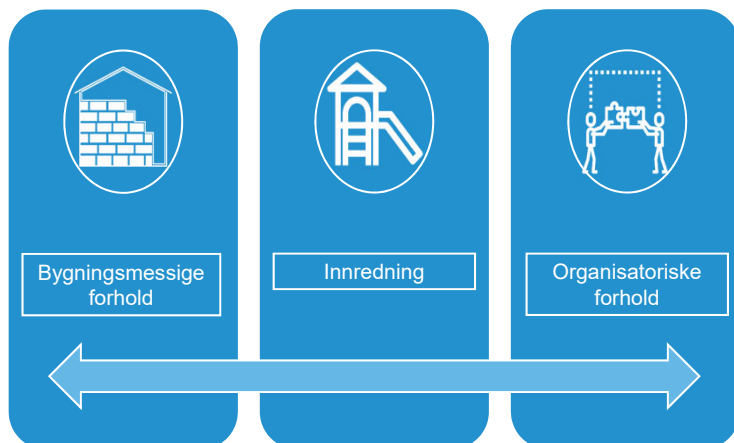 Bygningsmessige
forhold
Innredning
Organisatoriske
forhold